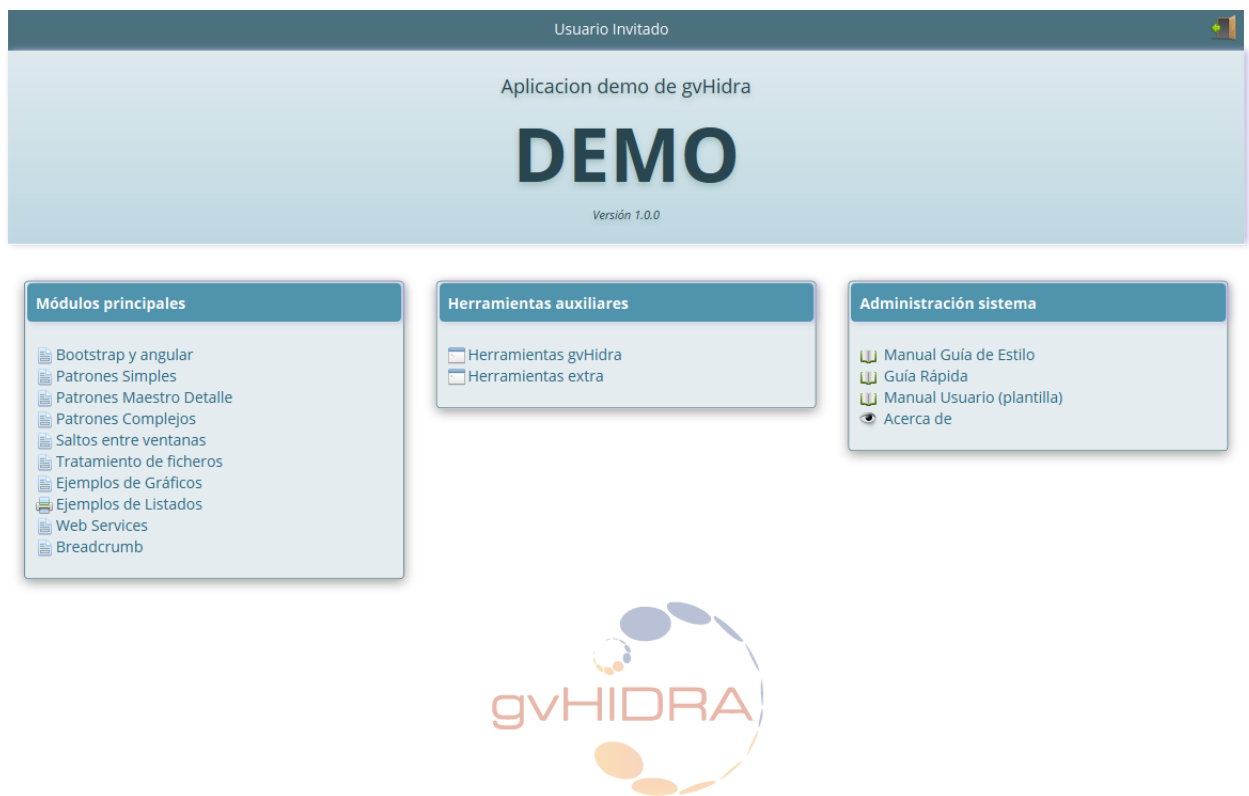 Usuario Invitado
Aplicacion demo de gvHidra
DEMO
Versión 1.0.0
Módulos principales
Bootstrap y angular
Patrones Simples
Patrones Maestro Detalle
Patrones Complejos
Saltos entre ventanas
Tratamiento de ficheros
Ejemplos de Gráficos
Ejemplos de Listados
Web Services
Breadcrumb
Herramientas auxiliares
Herramientas gvHidra
Herramientas extra
Administración sistema
Manual Guía de Estilo
Guía Rápida
Manual Usuario (plantilla)
Acerca de
gvHIDRA